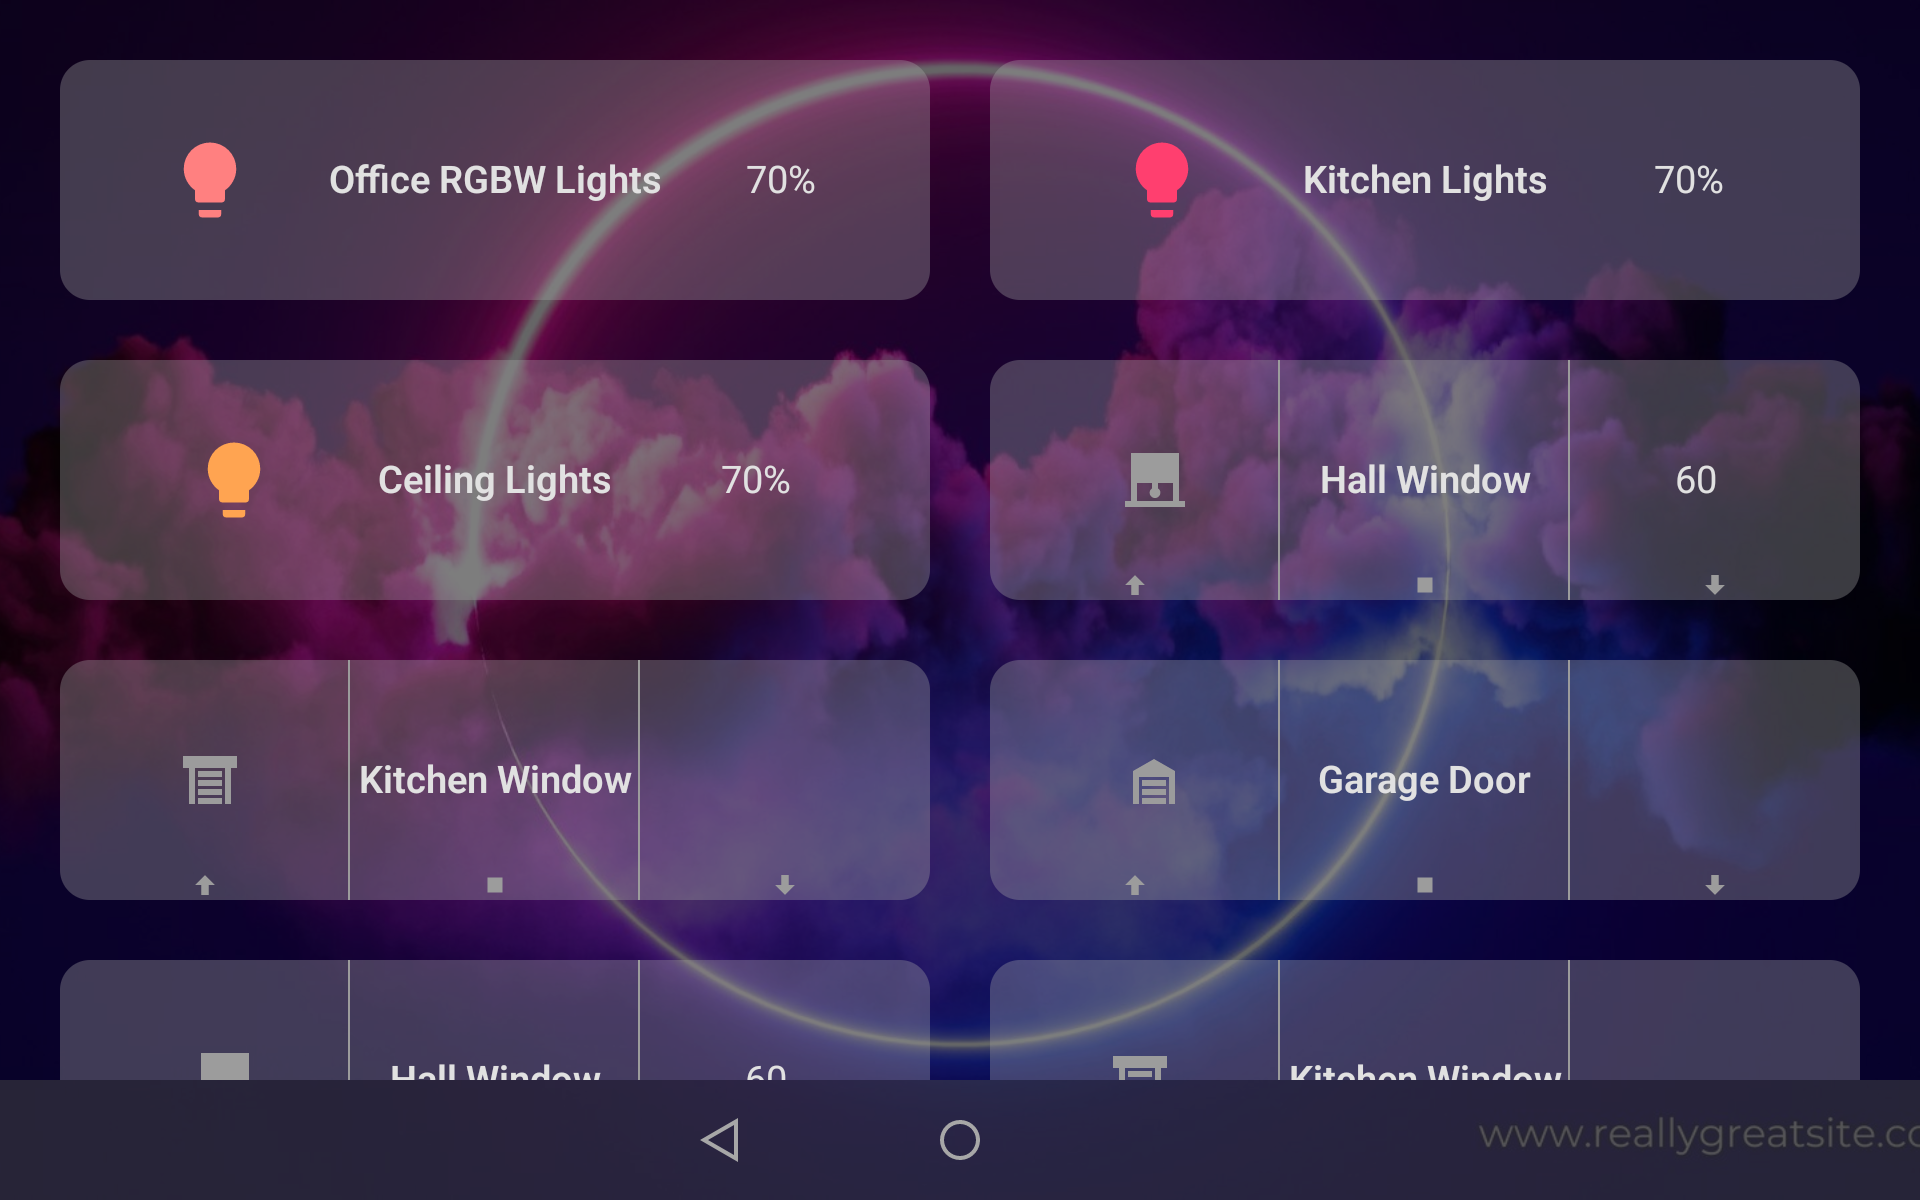 Office RGBW Lights 70%
Kitchen Lights 70%
Ceiling Lights 70%
Hall Window 60
Kitchen Window
Garage Door
Hall Window 60
Kitchen Window
www.reallygreatsite.co